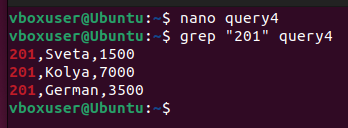 vboxuser@Ubuntu:~$ nano query4
vboxuser@Ubuntu:~$ grep "201" query4
201,Sveta,1500
201,Kolya,7000
201,German,3500
vboxuser@Ubuntu:~$